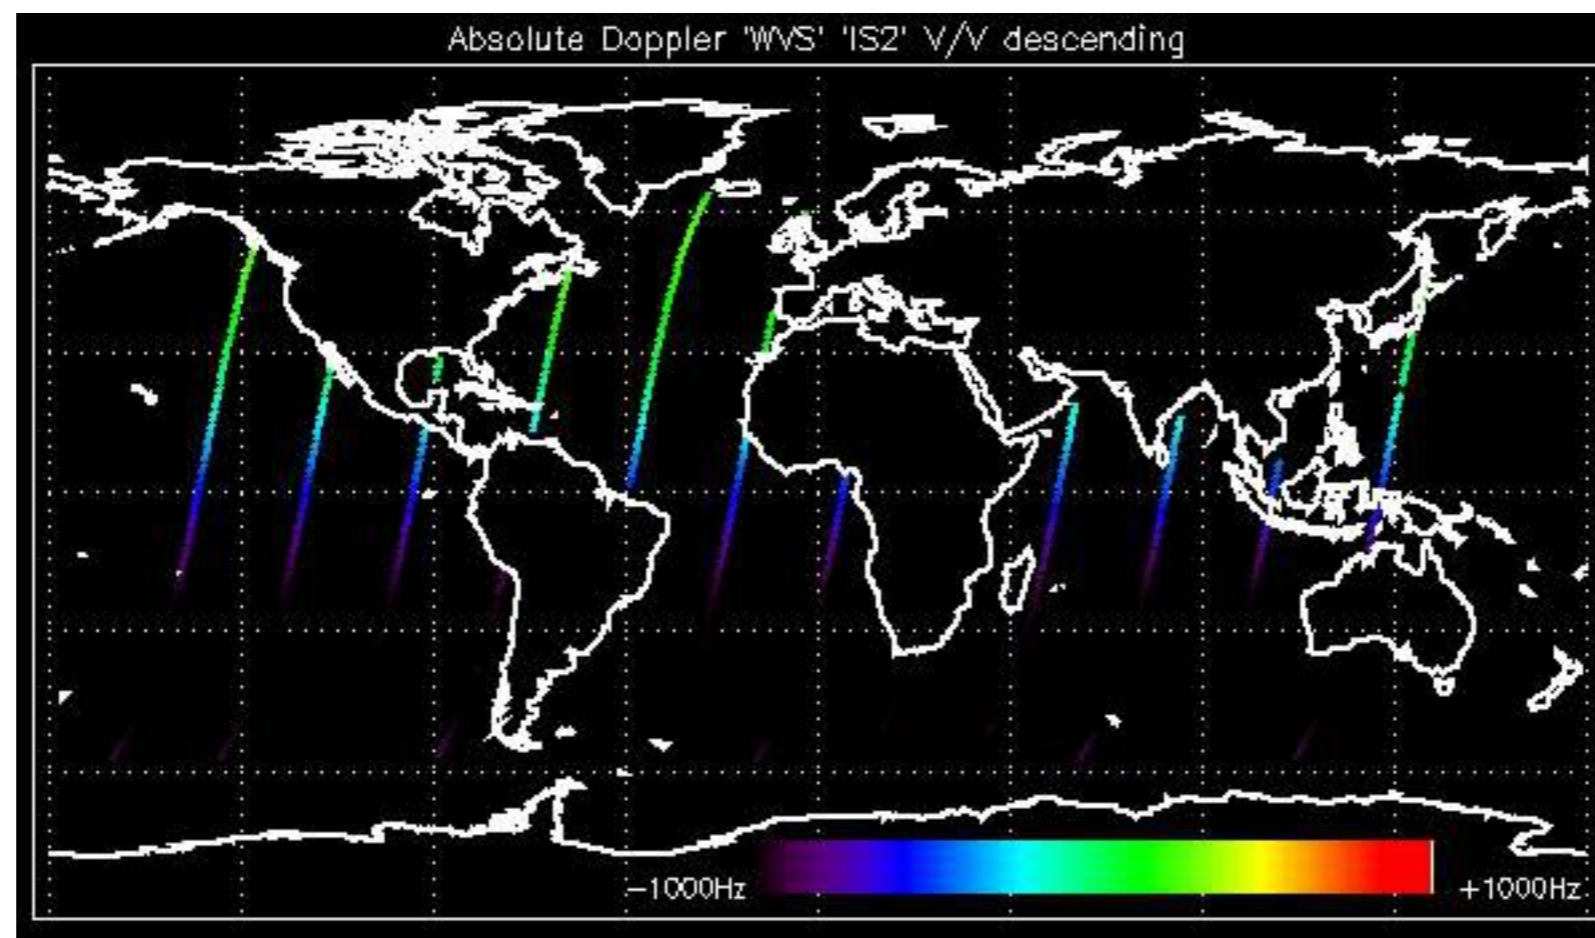 Absolute Doppler 'WVS' 'IS2' V/V descending
−1000Hz
+1000Hz